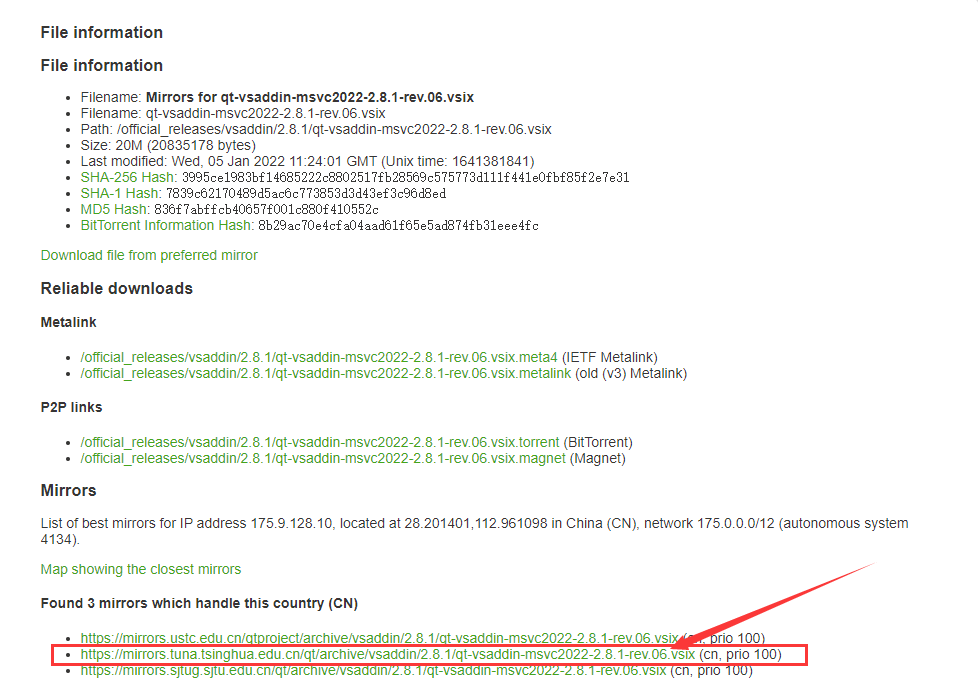 File information
File information
Filename: Mirrors for qt-vsaddin-msvc2022-2.8.1-rev.06.vsix
Filename: qt-vsaddin-msvc2022-2.8.1-rev.06.vsix
Path: /official_releases/vsaddin/2.8.1/qt-vsaddin-msvc2022-2.8.1-rev.06.vsix
Size: 20M (20835178 bytes)
Last modified: Wed, 05 Jan 2022 11:24:01 GMT (Unix time: 1641381841)
SHA-256 Hash: 3995ce1983bf14685222c8802517fb28569c575773d111f441e0fbf85f2e7e31
SHA-1 Hash: 7839c62170489d5ac6c773853d3d43ef3c96d8ed
MD5 Hash: 836f7abffcb40657f001c880f410552c
BitTorrent Information Hash: 8b29ac70e4cfa04aad61f65e5ad874fb31eee4fc
Download file from preferred mirror
Reliable downloads
Metalink
/official_releases/vsaddin/2.8.1/qt-vsaddin-msvc2022-2.8.1-rev.06.vsix.meta4 (IETF Metalink)
/official_releases/vsaddin/2.8.1/qt-vsaddin-msvc2022-2.8.1-rev.06.vsix.metalink (old (v3) Metalink)
P2P links
/official_releases/vsaddin/2.8.1/qt-vsaddin-msvc2022-2.8.1-rev.06.vsix.torrent (BitTorrent)
/official_releases/vsaddin/2.8.1/qt-vsaddin-msvc2022-2.8.1-rev.06.vsix.magnet (Magnet)
Mirrors
List of best mirrors for IP address 175.9.128.10, located at 28.201401,112.961098 in China (CN), network 175.0.0.0/12 (autonomous system
4134).
Map showing the closest mirrors
Found 3 mirrors which handle this country (CN)
https://mirrors.ustc.edu.cn/qtproject/archive/vsaddin/2.8.1/qt-vsaddin-msvc2022-2.8.1-rev.06.vsix (cn, prio 100)
https://mirrors.tuna.tsinghua.edu.cn/qt/archive/vsaddin/2.8.1/qt-vsaddin-msvc2022-2.8.1-rev.06.vsix (cn, prio 100)
https://mirrors.sjtug.sjtu.edu.cn/qt/archive/vsaddin/2.8.1/qt-vsaddin-msvc2022-2.8.1-rev.06.vsix (cn, prio 100)